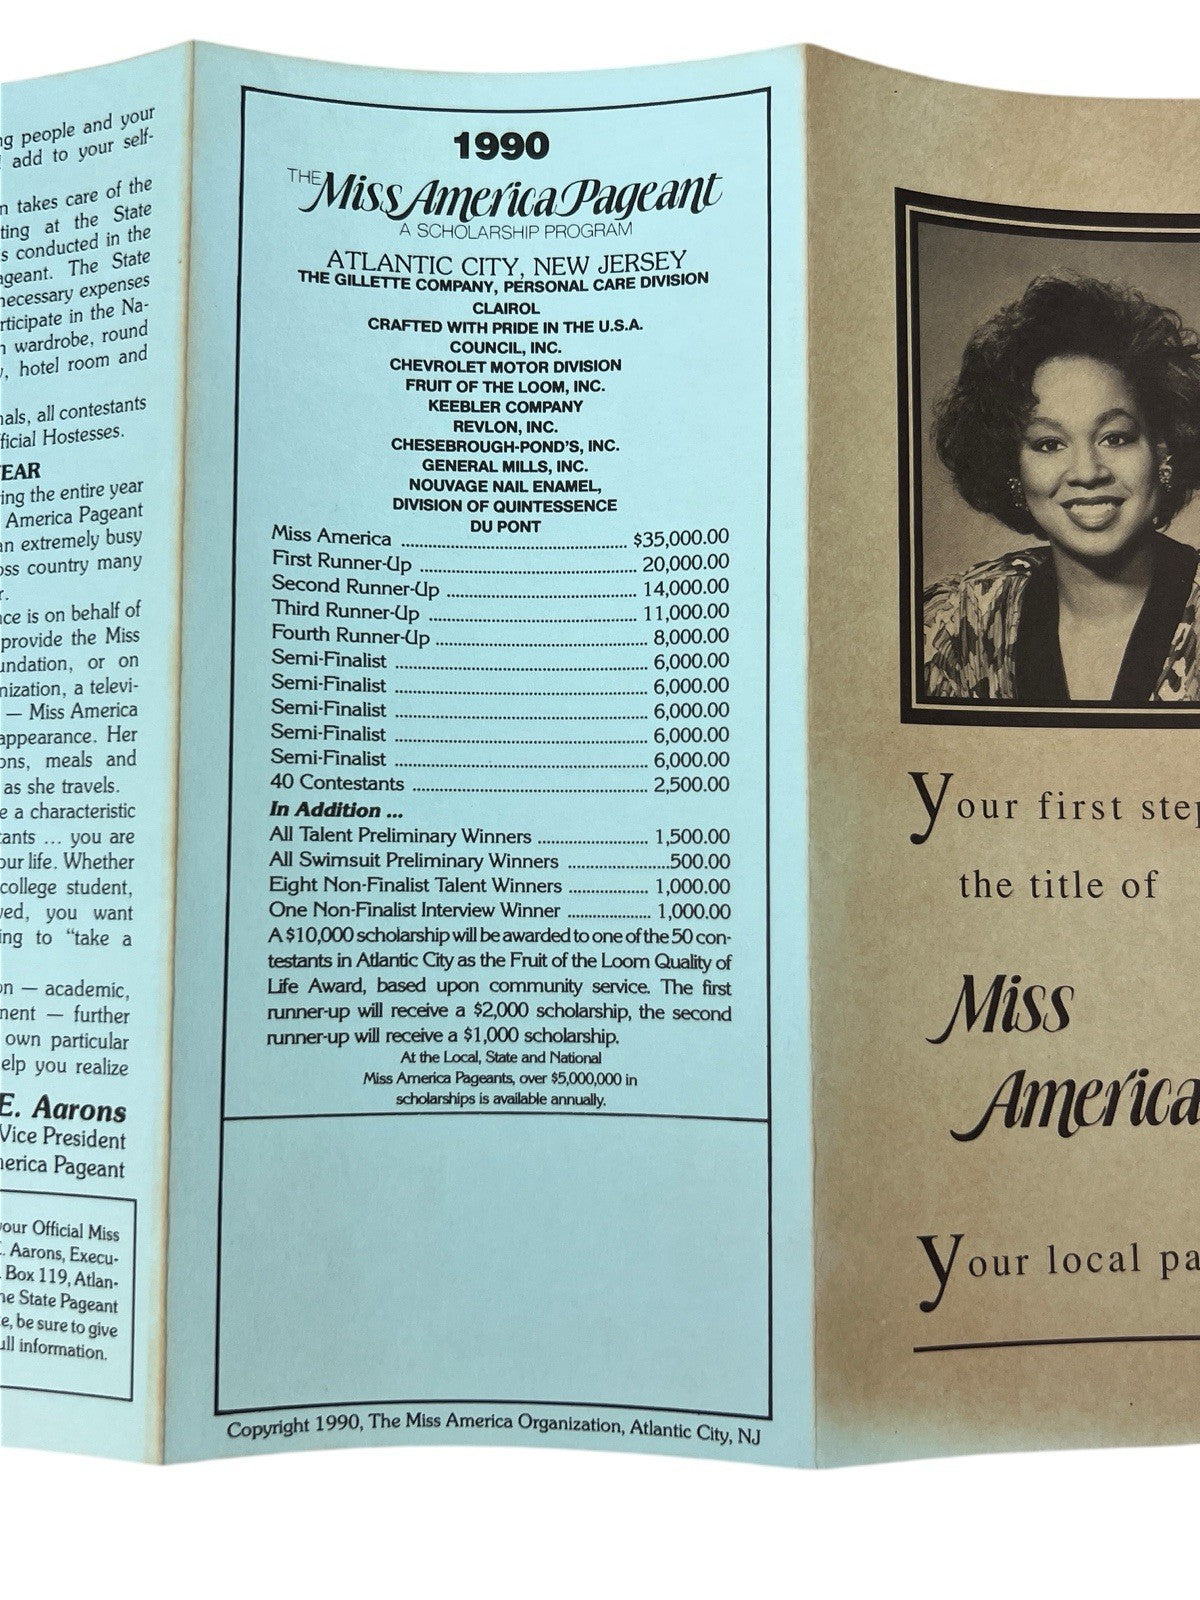 ng people and your
add to your self-
n takes care of the
ting at the State
s conducted in the
ageant. The State
necessary expenses
rticipate in the Na-
n wardrobe, round
, hotel room and
nals, all contestants
ficial Hostesses.
EAR
ring the entire year
America Pageant
an extremely busy
oss country many
r.
nce is on behalf of
provide the Miss
undation, or on
nization, a televi-
— Miss America
appearance. Her
ons, meals and
as she travels.
e a characteristic
tants ... you are
our life. Whether
college student,
yed, you want
ing to “take a
on — academic,
ment — further
own particular
elp you realize
E. Aarons
Vice President
merica Pageant
your Official Miss
E. Aarons, Execu-
Box 119, Atlan-
he State Pageant
e, be sure to give
ull information.
1990
THE Miss America Pageant
A SCHOLARSHIP PROGRAM
ATLANTIC CITY, NEW JERSEY
THE GILLETTE COMPANY, PERSONAL CARE DIVISION
CLAIROL
CRAFTED WITH PRIDE IN THE U.S.A.
COUNCIL, INC.
CHEVROLET MOTOR DIVISION
FRUIT OF THE LOOM, INC.
KEEBLER COMPANY
REVLON, INC.
CHESEBROUGH-POND'S, INC.
GENERAL MILLS, INC.
NOUVAGE NAIL ENAMEL,
DIVISION OF QUINTESSENCE
DU PONT
Miss America ........ $35,000.00
First Runner-Up ........ 20,000.00
Second Runner-Up ........ 14,000.00
Third Runner-Up ........ 11,000.00
Fourth Runner-Up ........ 8,000.00
Semi-Finalist ........ 6,000.00
Semi-Finalist ........ 6,000.00
Semi-Finalist ........ 6,000.00
Semi-Finalist ........ 6,000.00
Semi-Finalist ........ 6,000.00
40 Contestants ........ 2,500.00
In Addition ...
All Talent Preliminary Winners ........ 1,500.00
All Swimsuit Preliminary Winners ........ 500.00
Eight Non-Finalist Talent Winners ........ 1,000.00
One Non-Finalist Interview Winner ........ 1,000.00
A $10,000 scholarship will be awarded to one of the 50 con-
testants in Atlantic City as the Fruit of the Loom Quality of
Life Award, based upon community service. The first
runner-up will receive a $2,000 scholarship, the second
runner-up will receive a $1,000 scholarship.
At the Local, State and National
Miss America Pageants, over $5,000,000 in
scholarships is available annually.
Copyright 1990, The Miss America Organization, Atlantic City, NJ
Your first step
the title of
Miss
America
Your local pa